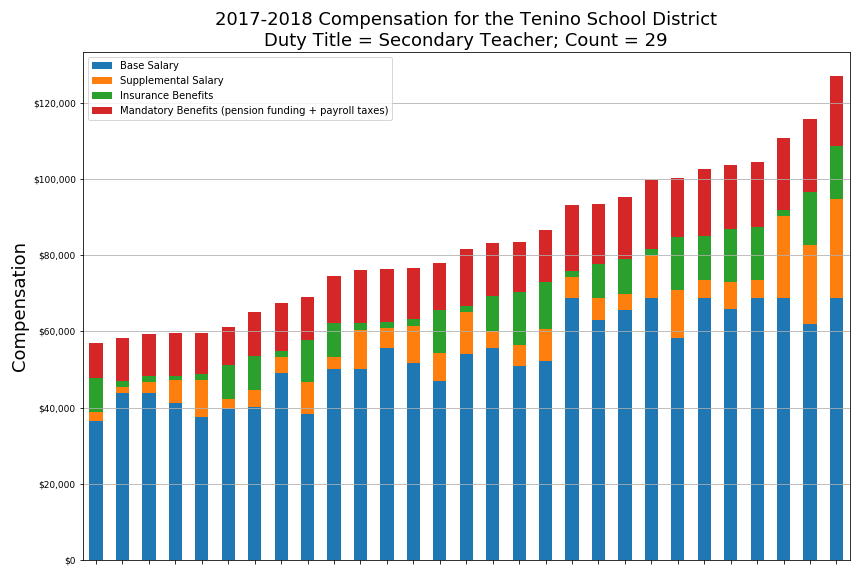 2017-2018 Compensation for the Tenino School District
Duty Title = Secondary Teacher; Count = 29
Base Salary
Supplemental Salary
Insurance Benefits
Mandatory Benefits (pension funding + payroll taxes)
$120,000
$100,000
$80,000
$60,000
$40,000
$20,000
$0
Compensation